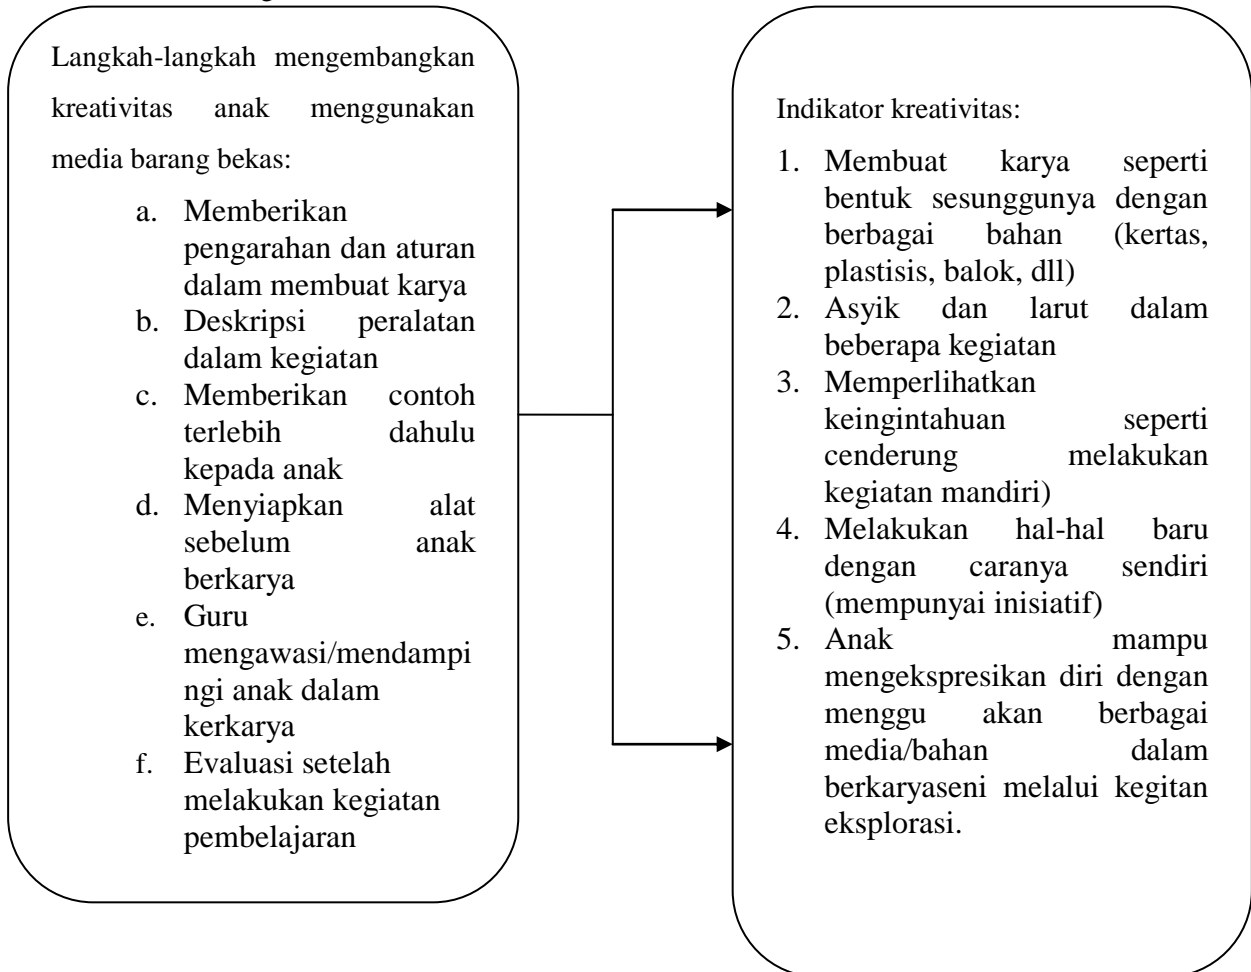 Langkah-langkah mengembangkan
kreativitas anak menggunakan
media barang bekas:
a. Memberikan
pengarahan dan aturan
dalam membuat karya
b. Deskripsi peralatan
dalam kegiatan
c. Memberikan contoh
terlebih dahulu
kepada anak
d. Menyiapkan alat
sebelum anak
berkarya
e. Guru
mengawasi/mendampi
ngi anak dalam
kerkarya
f. Evaluasi setelah
melakukan kegiatan
pembelajaran
Indikator kreativitas:
1. Membuat karya seperti
bentuk sesunggunya dengan
berbagai bahan (kertas,
plastisis, balok, dll)
2. Asyik dan larut dalam
beberapa kegiatan
3. Memperlihatkan
keingintahuan seperti
cenderung melakukan
kegiatan mandiri)
4. Melakukan hal-hal baru
dengan caranya sendiri
(mempunyai inisiatif)
5. Anak mampu
mengekspresikan diri dengan
menggu akan berbagai
media/bahan dalam
berkaryaseni melalui kegitan
eksplorasi.